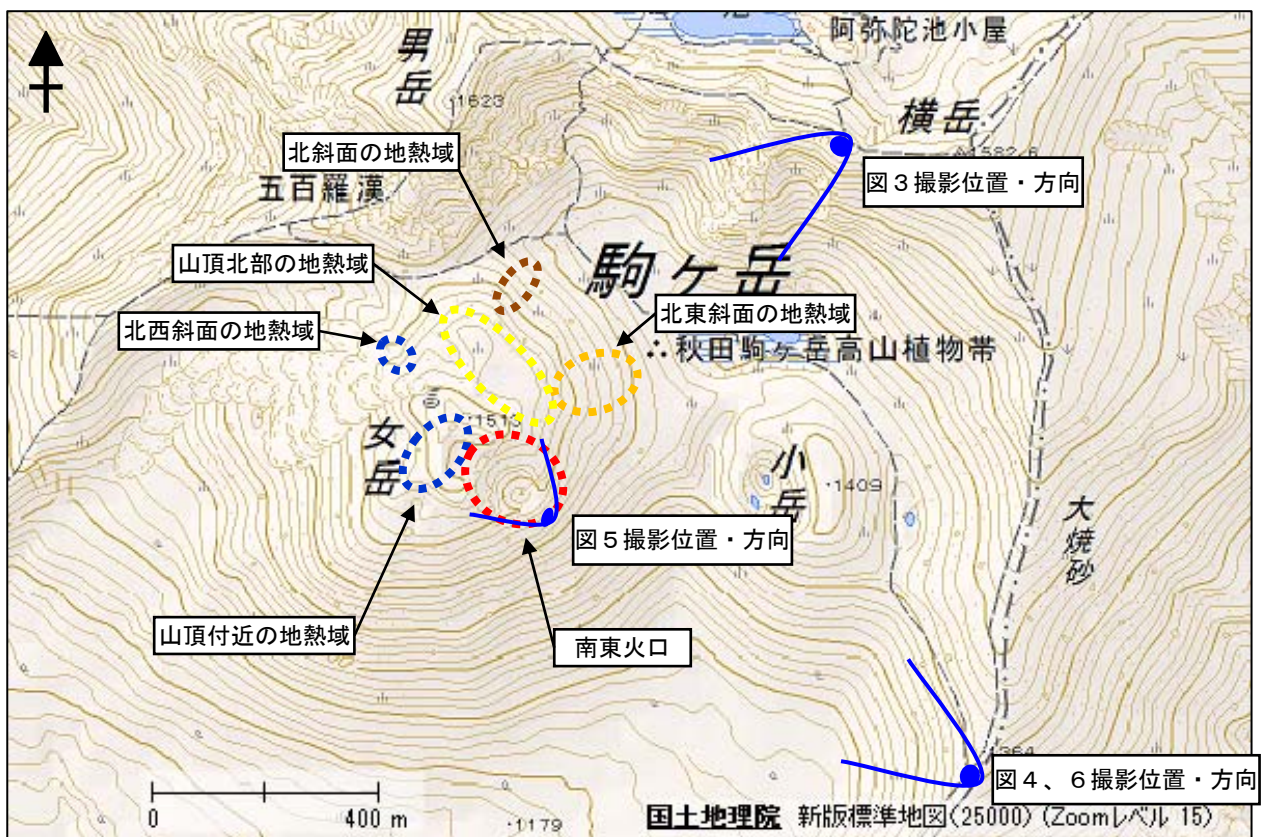 池
阿弥陀池小屋
男岳
1623
横岳
北斜面の地熱域
1582.6
図3撮影位置・方向
五百羅漢
山頂北部の地熱域
駒ヶ岳
北東斜面の地熱域
北西斜面の地熱域
秋田駒ヶ岳高山植物帯
1513
女岳
小岳
1409
大焼砂
図5撮影位置・方向
山頂付近の地熱域
南東火口
1364
図4、6撮影位置・方向
0 400 m
1179
国土地理院 新版標準地図(25000) (Zoomレベル 15)